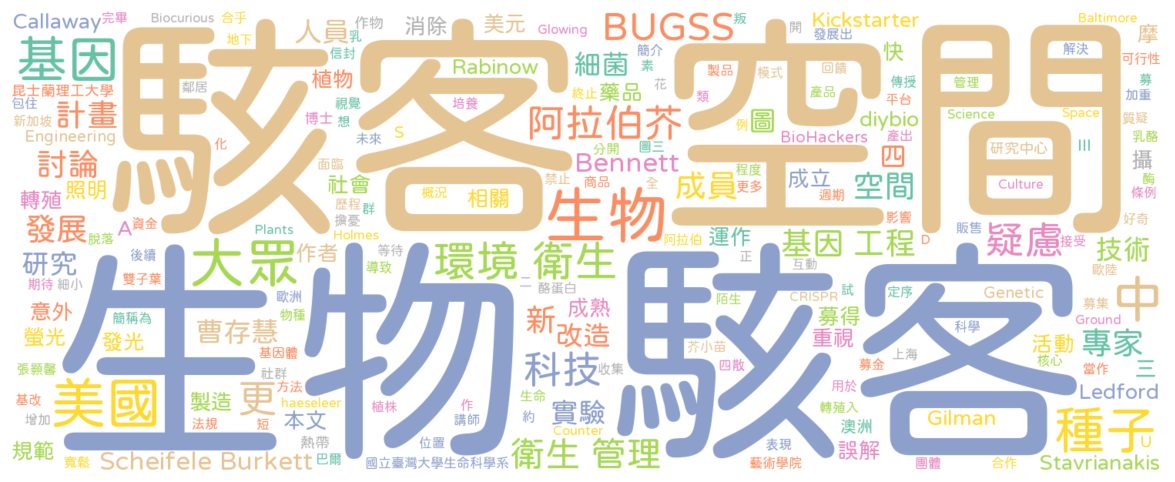 Callaway 完畢 Biocurious 合乎 人員 作物 消除 美元 Glowing BUGSS 叛 開 簡介 Kickstarter 發展出 Baltimore 摩 解決
基因 駭客空間 地下 信封 Rabinow 細菌 素 製品 模式 回饋 快 可行性
昆士蘭理工大學 鄰居 植物 藥品 花 產品 傳授 募
包住 計畫 視覺 培養 終止 類 管理 平台 加重
新加坡 博士 想 阿拉伯芥 圖 diybio Science Space 質疑
Engineering 未來 S 分開 例 BioHackers 產出 乳酪
討論 化 面臨 圖三 四 研究中心 III
照明 社會 Bennett 程度 成立 攝 酶
轉殖 歷程 群 概況 相關 禁止 商品 全 成員 更多 週期 空間 Culture 條例
A 資金 擔憂 生物 影響 販售 好奇
發展 脫落 Plants Holmes 阿拉伯 運作 D 疑慮 接受
研究 後續 大眾 作者 等待 環境 衛生 正 基因 工程 技術
期待 細小 雙子葉 導致 二 酪蛋白 互動 歐陸
生物駭客
意外 簡稱為 歐洲 成熟 陌生 CRISPR 試 定序 Genetic 募集 中
螢光 發光 曹存慧 物種 新 改造 募得 科學 Ground
張顥馨 基因體 社群 芥小苗 重視 上海 活動 專家
基改 美國 方法 科技 收集 四散 募金 核心 當作 三
增加 製造 更 haeseleer 植株 作 生命 實驗 用於 Ledford
法規 短 本文 講師 約 轉殖入 Gilman 種子
規範 熱帶 位置 Counter 表現 澳洲 誤解 U
寬鬆 Scheifele Burkett 巴爾 國立臺灣大學生命科學系 衛生 管理 藝術學院 團體 合作 Stavrianakis